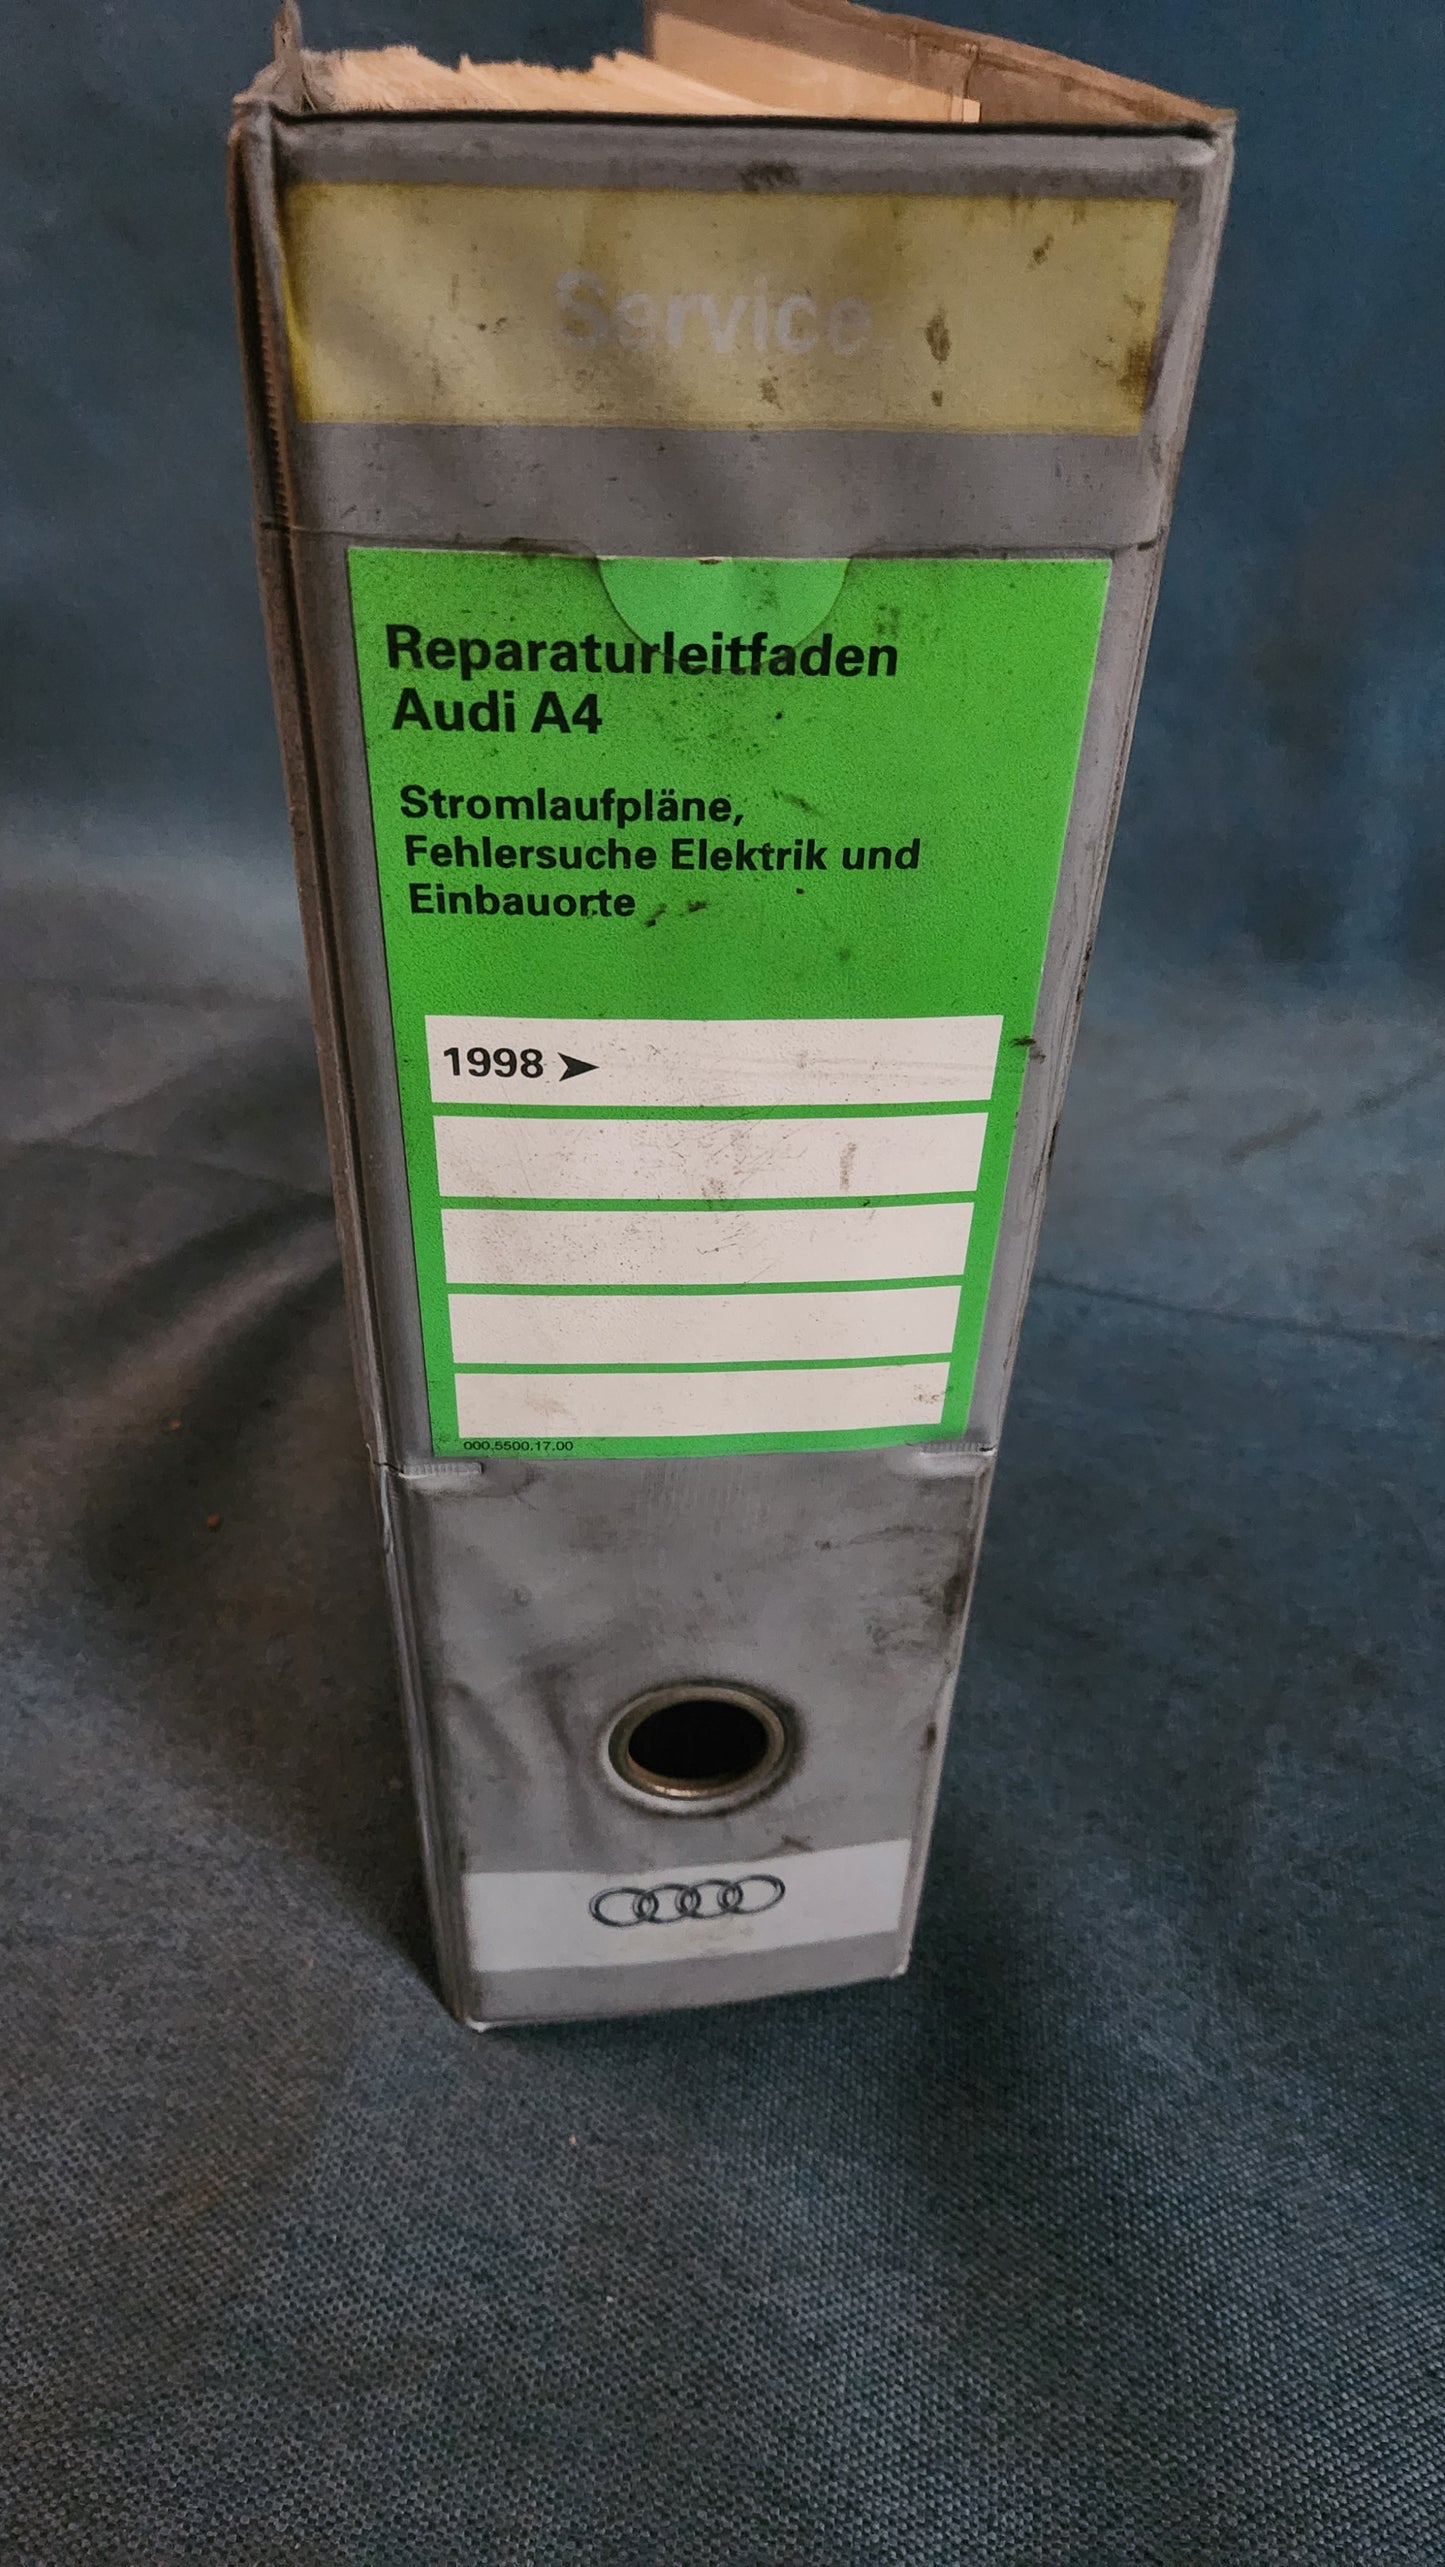 Service
Reparaturleitfaden
Audi A4
Stromlaufpläne,
Fehlersuche Elektrik und
Einbauorte
1998 ➤
000.5500.17.00